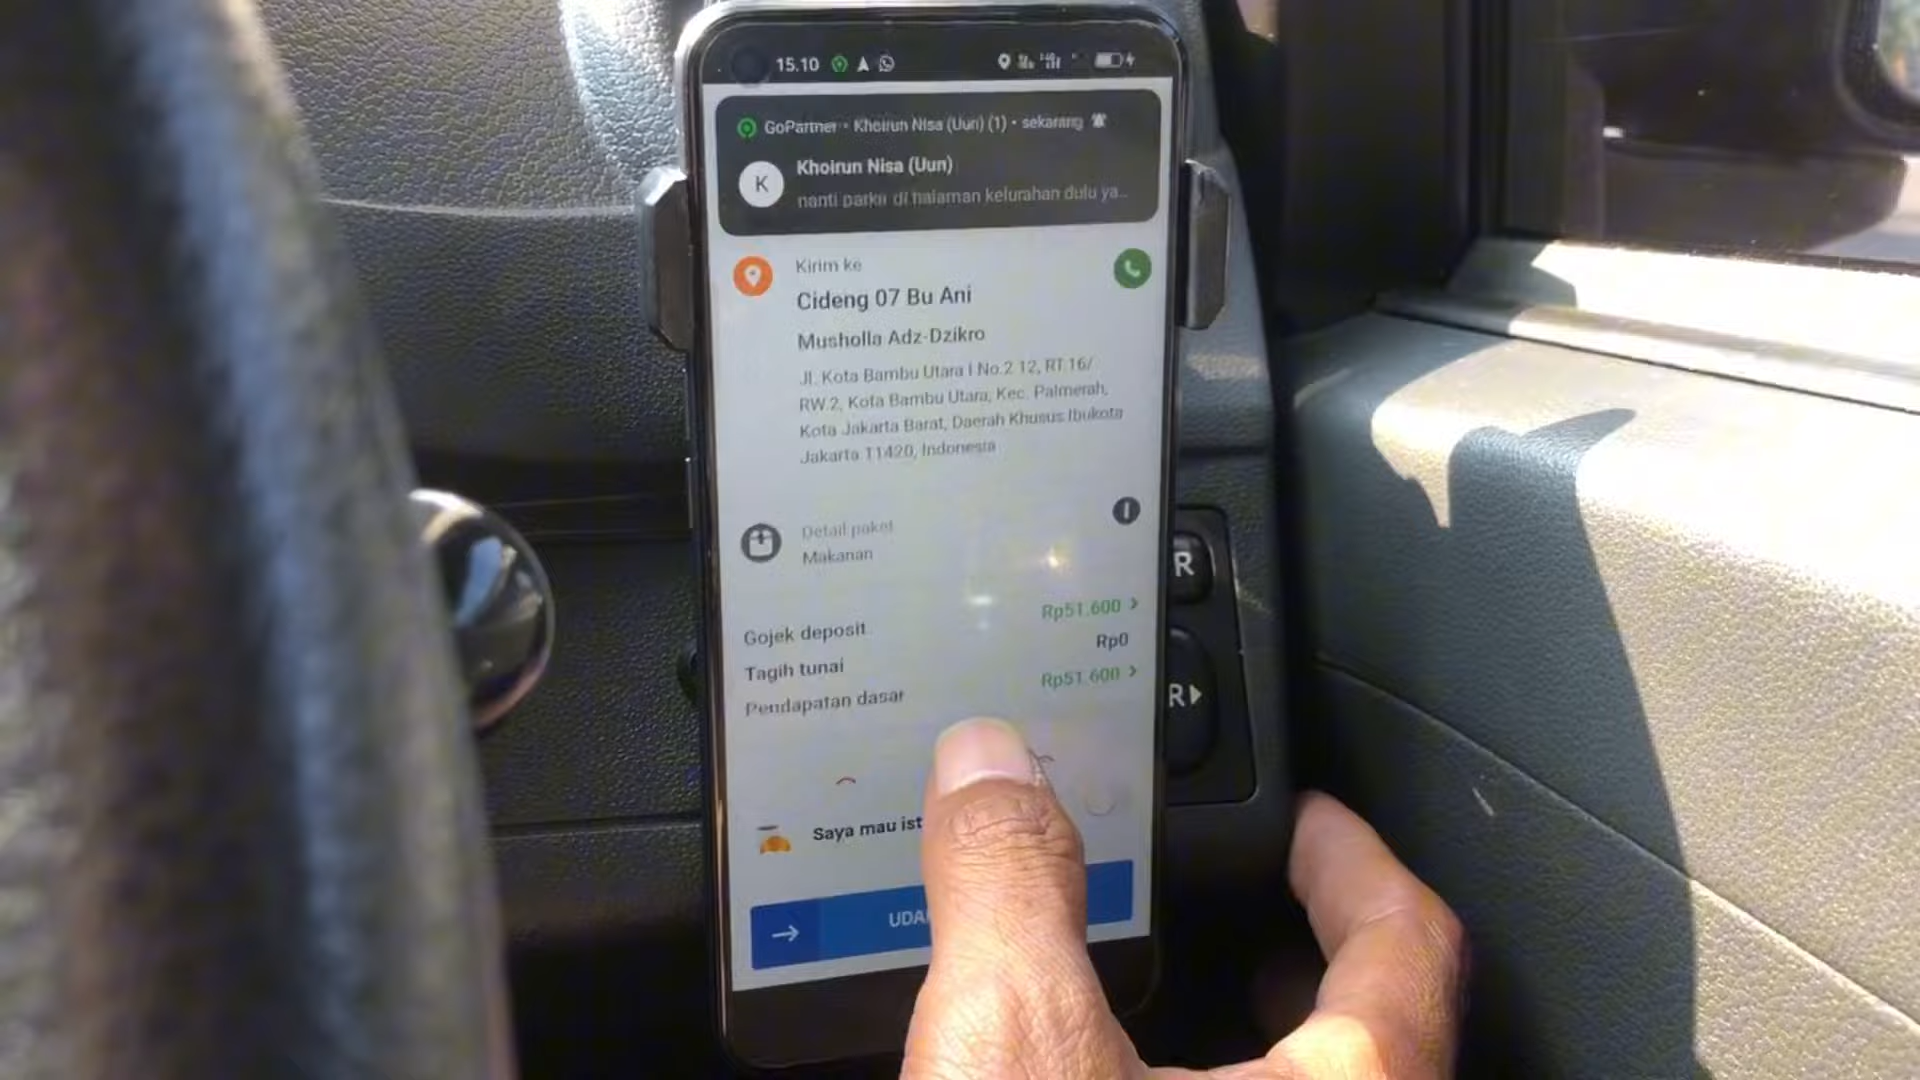 15.10
GoPartner • Khoirun Nisa (Uun) (1) • sekarang
K
Khoirun Nisa (Uun)
nanti parkir di halaman kelurahan dulu ya...
Kirim ke
Cideng 07 Bu Ani
Musholla Adz-Dzikro
Jl. Kota Bambu Utara I No.2 12, RT.16/
RW.2, Kota Bambu Utara, Kec. Palmerah,
Kota Jakarta Barat, Daerah Khusus Ibukota
Jakarta 11420, Indonesia
Detail paket
Makanan
Gojek deposit Rp51.600
Tagih tunai Rp0
Pendapatan dasar Rp51.600
Saya mau ist
UDA
R
R